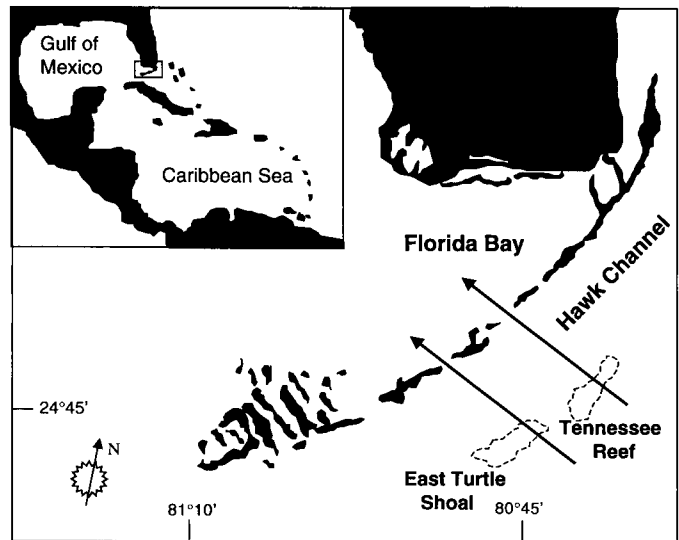 Gulf of
Mexico
Caribbean Sea
Florida Bay
Hawk Channel
24°45'
N
Tennessee
Reef
East Turtle
Shoal
81°10'
80°45'